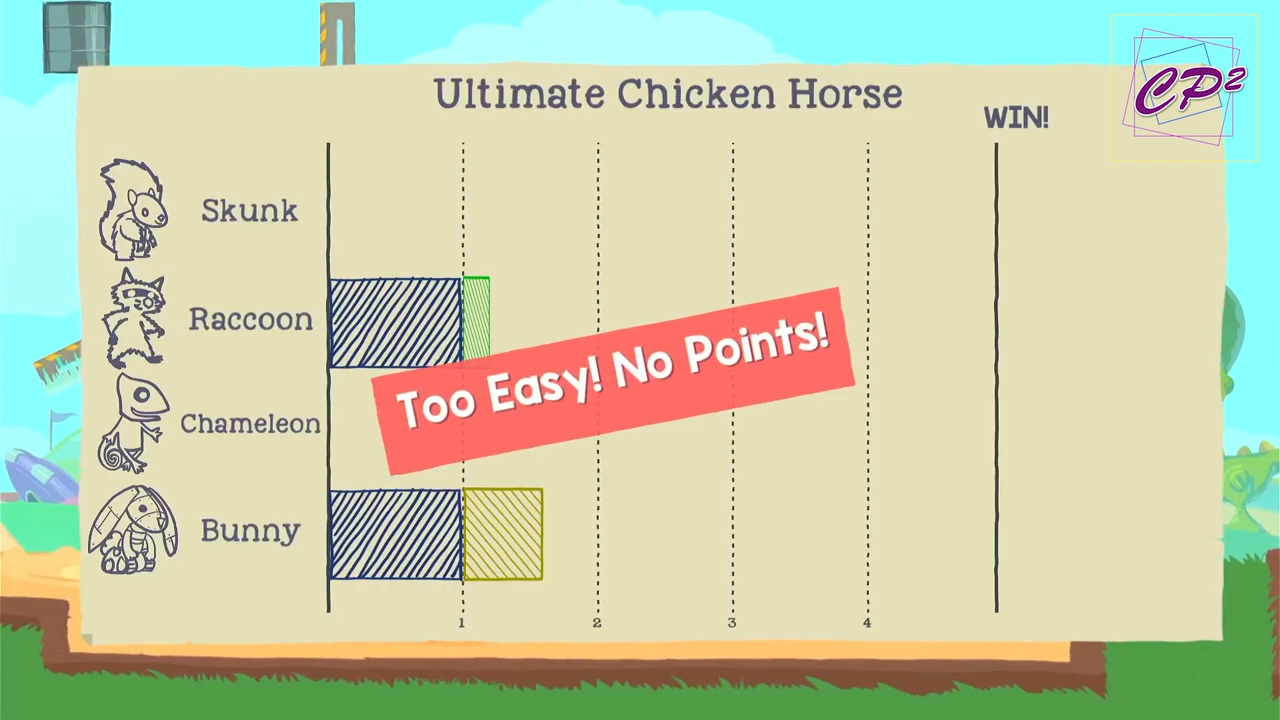 Ultimate Chicken Horse
WIN!
CP2
Skunk
Raccoon
Too Easy! No Points!
Chameleon
Bunny
1 2 3 4